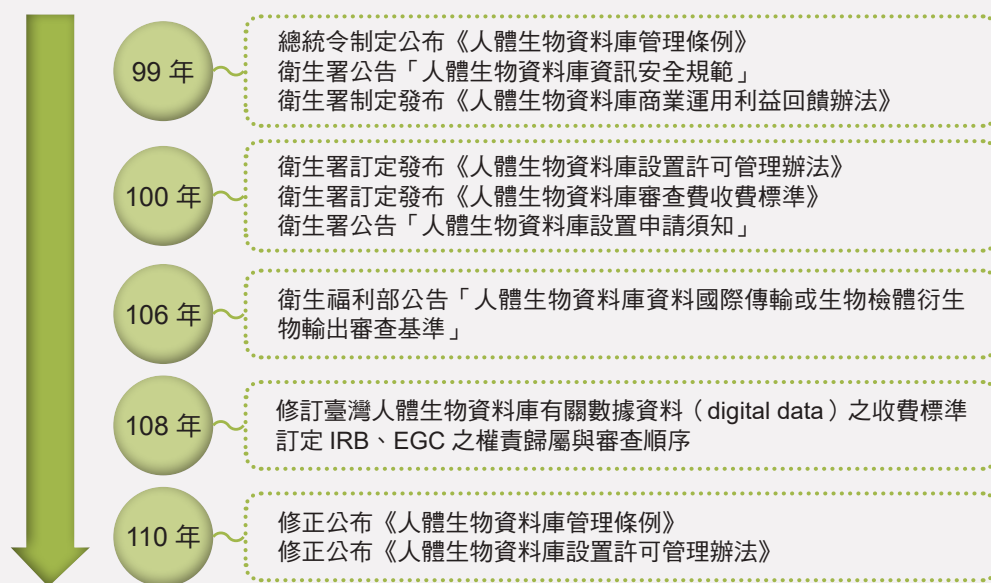 99 年
總統令制定公布《人體生物資料庫管理條例》
衛生署公告「人體生物資料庫資訊安全規範」
衛生署制定發布《人體生物資料庫商業運用利益回饋辦法》
100 年
衛生署訂定發布《人體生物資料庫設置許可管理辦法》
衛生署訂定發布《人體生物資料庫審查費收費標準》
衛生署公告「人體生物資料庫設置申請須知」
106 年
衛生福利部公告「人體生物資料庫資料國際傳輸或生物檢體衍生
物輸出審查基準」
108 年
修訂臺灣人體生物資料庫有關數據資料（digital data）之收費標準
訂定 IRB、EGC 之權責歸屬與審查順序
110 年
修正公布《人體生物資料庫管理條例》
修正公布《人體生物資料庫設置許可管理辦法》